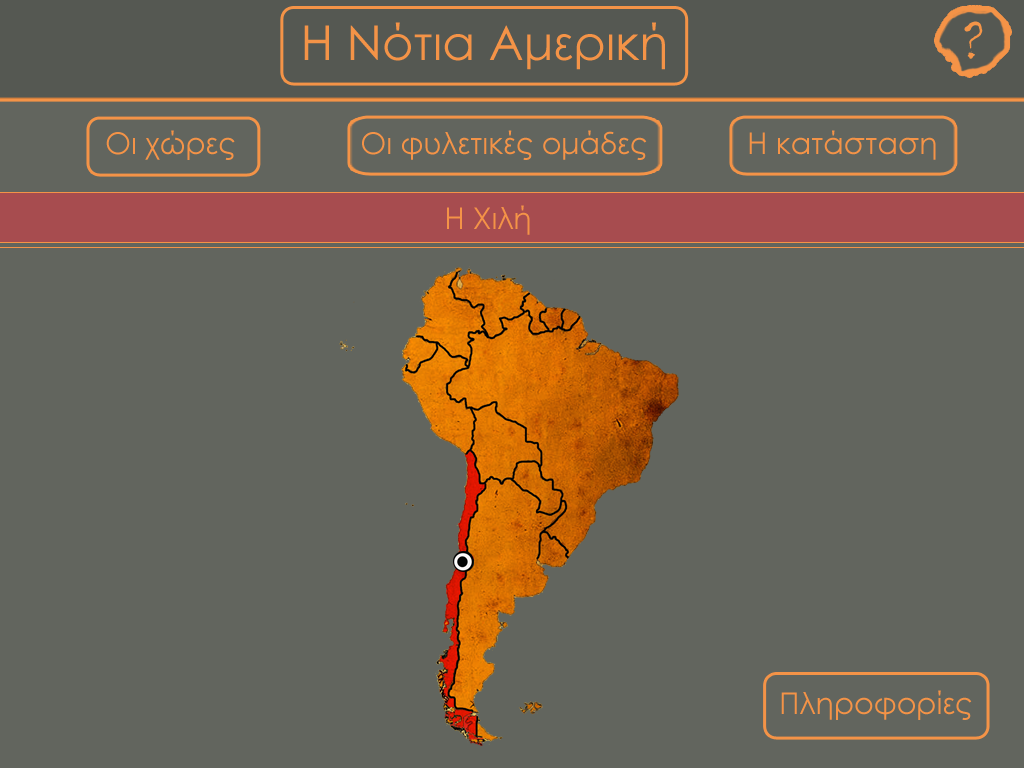 Η Νότια Αμερική
?
Οι χώρες
Οι φυλετικές ομάδες
Η κατάσταση
Η Χιλή
Πληροφορίες